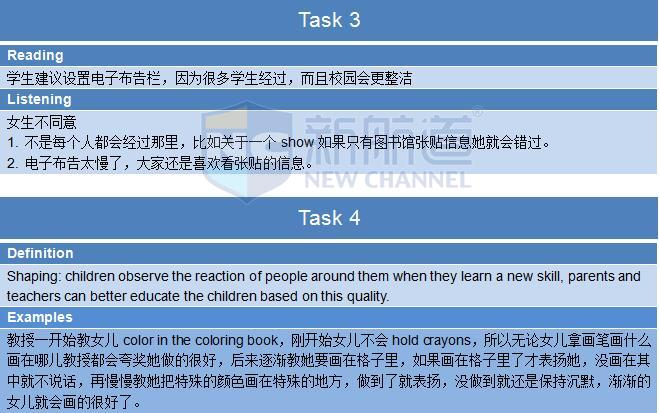 Task 3
Reading
学生建议设置电子布告栏，因为很多学生经过，而且校园会更整洁
Listening
女生不同意
1. 不是每个人都会经过那里，比如关于一个 show 如果只有图书馆张贴信息她就会错过。
2. 电子布告太慢了，大家还是喜欢看张贴的信息。
新航道®
NEW CHANNEL
Task 4
Definition
Shaping: children observe the reaction of people around them when they learn a new skill, parents and
teachers can better educate the children based on this quality.
Examples
教授一开始教女儿 color in the coloring book，刚开始女儿不会 hold crayons，所以无论女儿拿画笔画什么
画在哪儿教授都会夸奖她做的很好，后来逐渐教她要画在格子里，如果画在格子里了才表扬她，没画在其
中就不说话，再慢慢教她把特殊的颜色画在特殊的地方，做到了就表扬，没做到就还是保持沉默，渐渐的
女儿就会画的很好了。